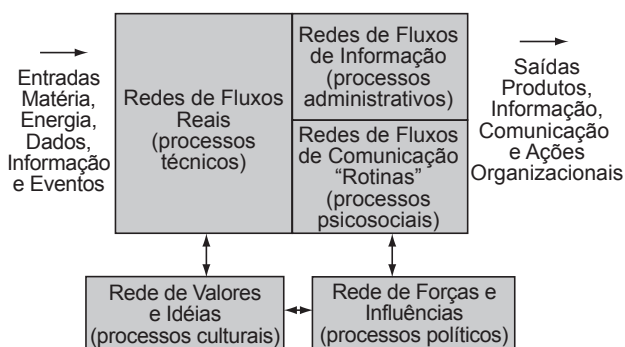 Entradas
Matéria,
Energia,
Dados,
Informação
e Eventos
Redes de Fluxos
Reais
(processos
técnicos)
Redes de Fluxos
de Informação
(processos
administrativos)
Redes de Fluxos
de Comunicação
“Rotinas”
(processos
psicosociais)
Saídas
Produtos,
Informação,
Comunicação
e Ações
Organizacionais
Rede de Valores
e Idéias
(processos culturais)
Rede de Forças e
Influências
(processos políticos)